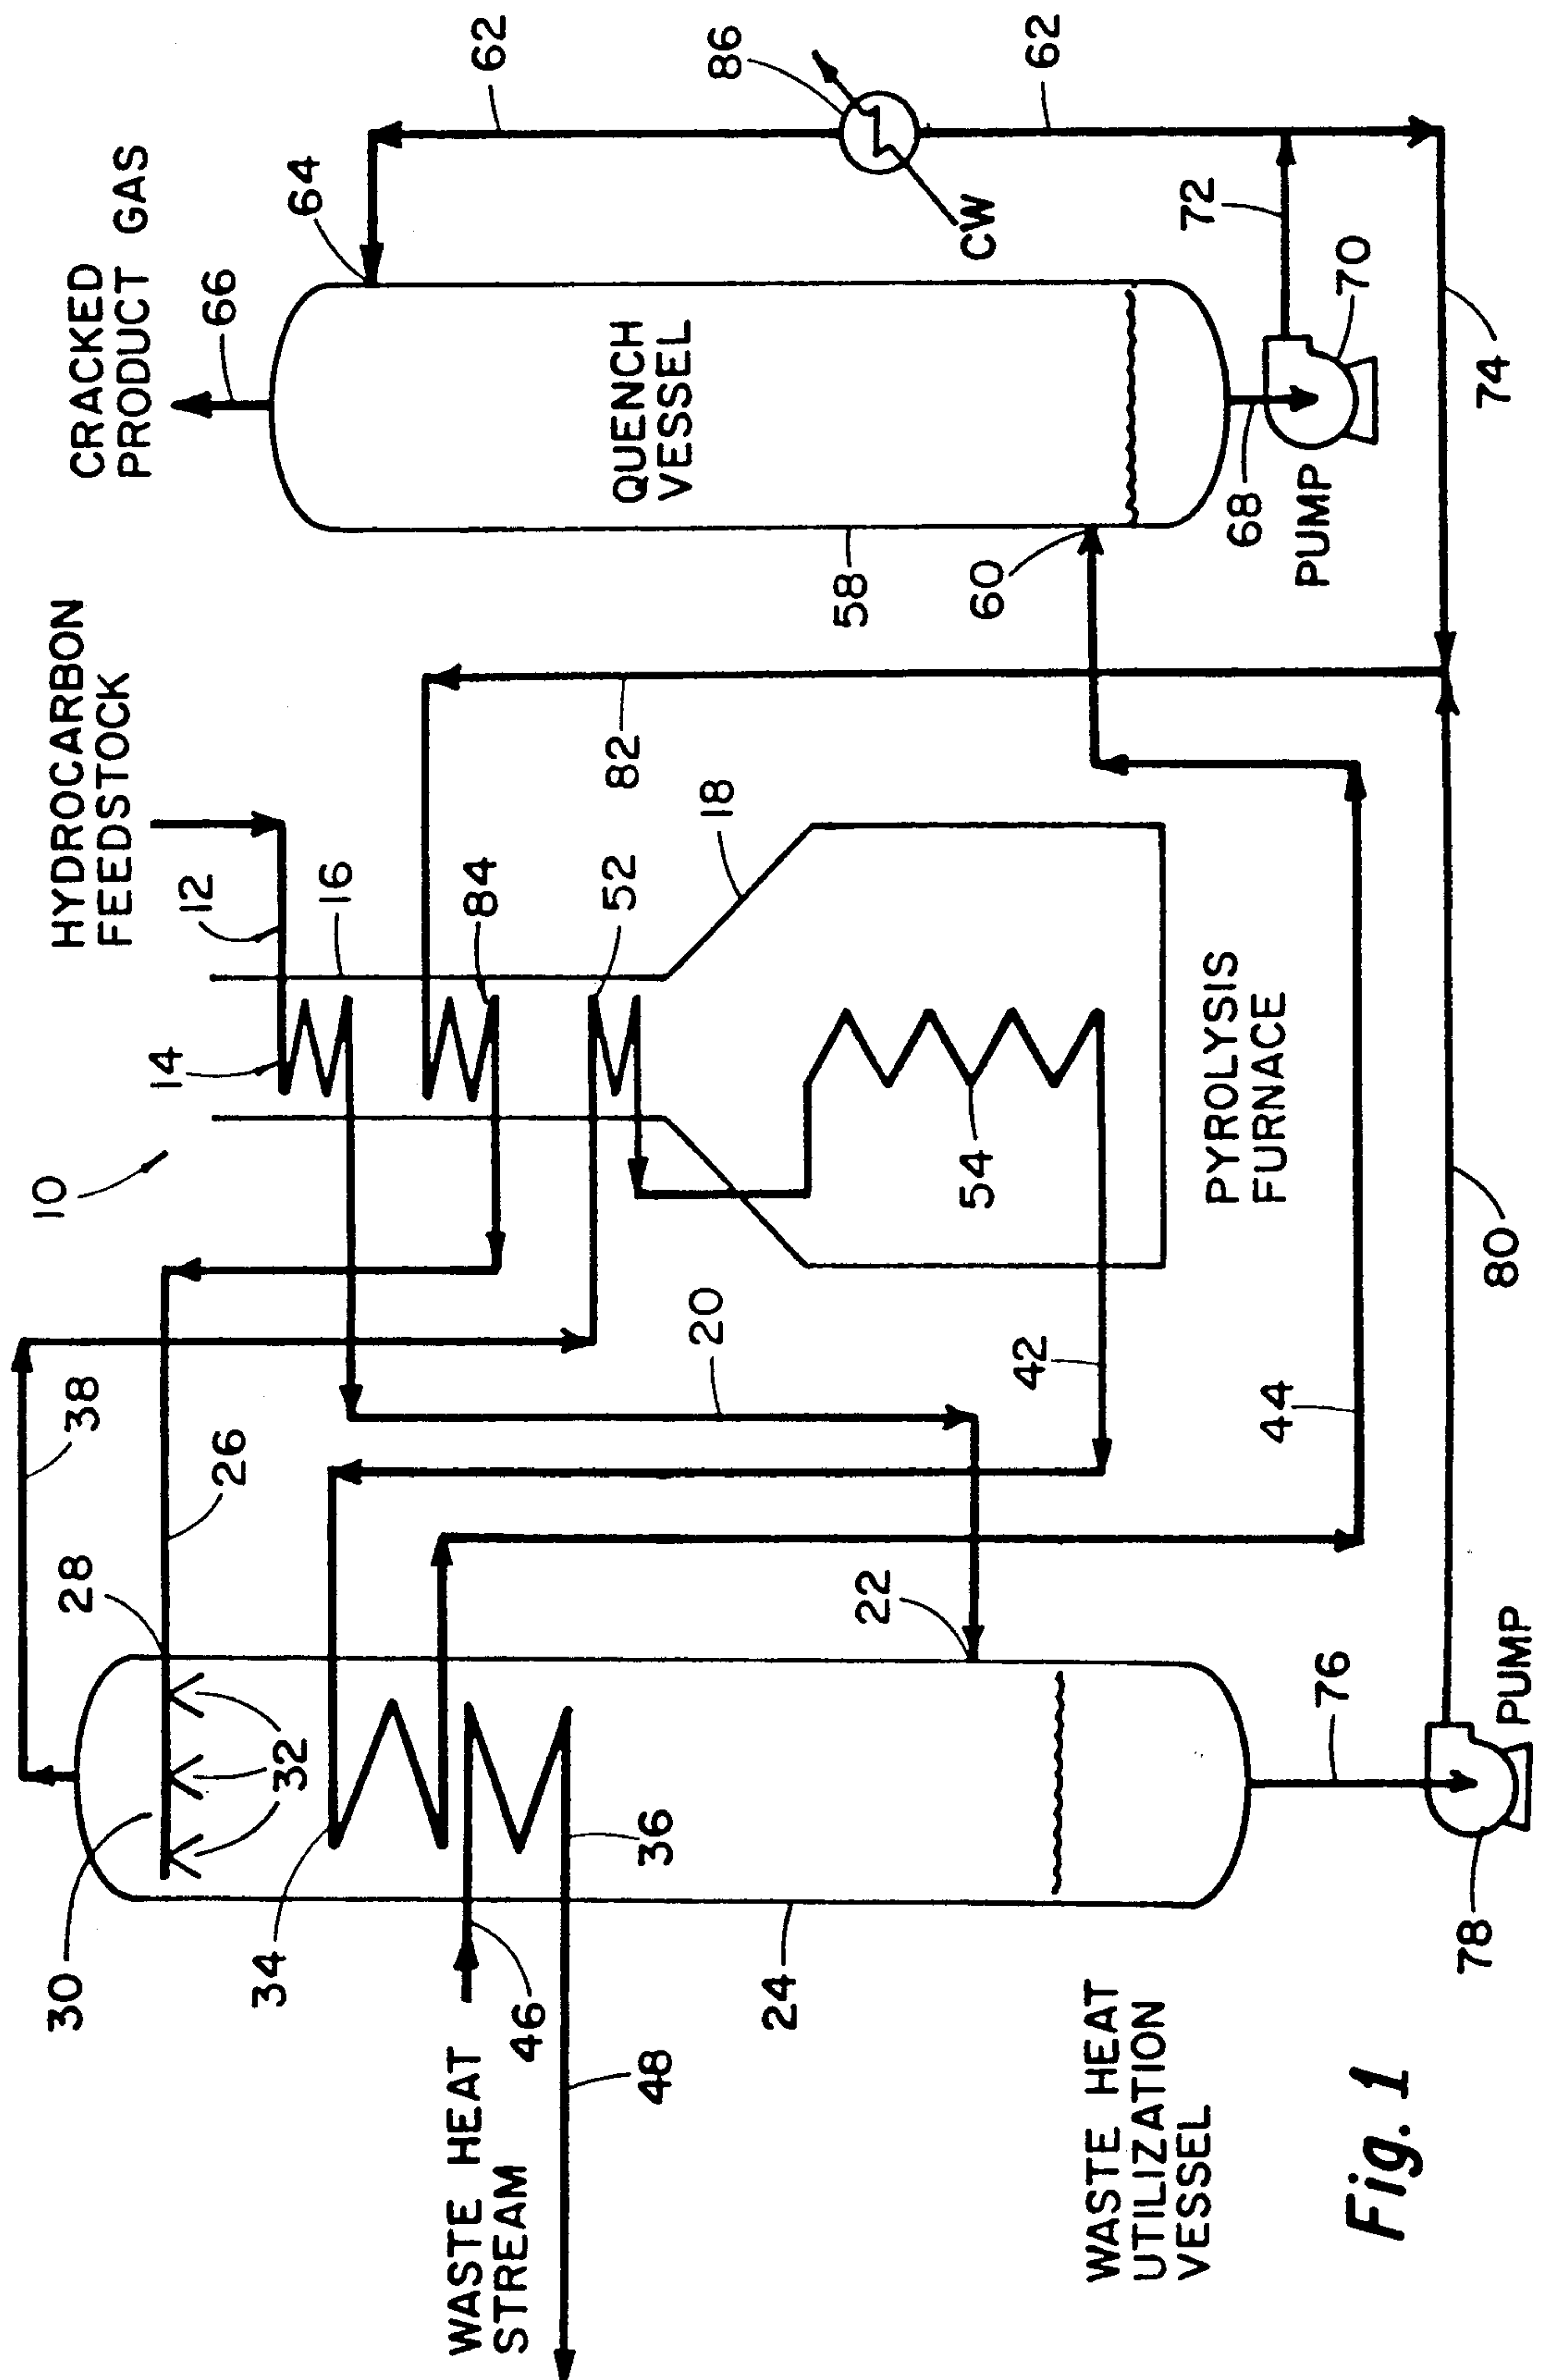 10
38
26
28
30
32
34
WASTE HEAT
STREAM
46
48
36
20
22
24
WASTE HEAT
UTILIZATION
VESSEL
76
78
PUMP
HYDROCARBON
FEEDSTOCK
12
14
16
84
82
52
18
54
42
PYROLYSIS
FURNACE
44
80
CRACKED
PRODUCT GAS
66
64
62
86
CW
62
QUENCH
VESSEL
58
60
68
PUMP
70
72
74
Fig. 1